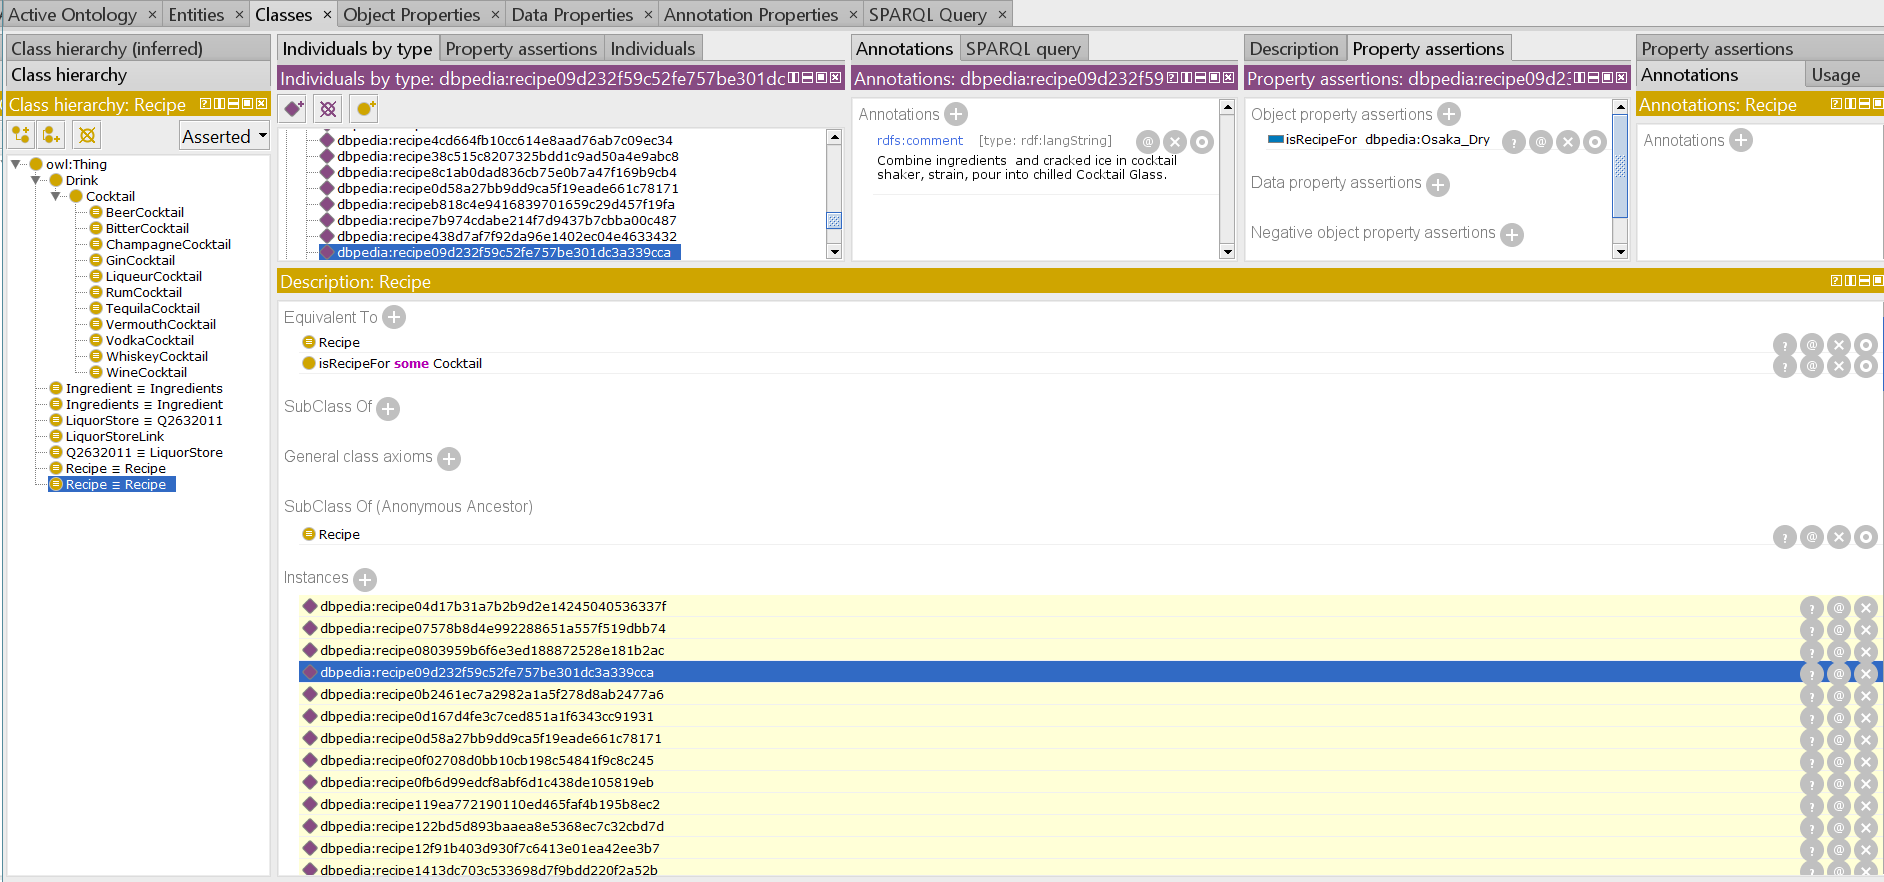 Active Ontology × Entities × Classes × Object Properties × Data Properties × Annotation Properties × SPARQL Query ×
Class hierarchy (inferred)
Class hierarchy
Class hierarchy: Recipe
Asserted
owl:Thing
Drink
Cocktail
BeerCocktail
BitterCocktail
ChampagneCocktail
GinCocktail
LiqueurCocktail
RumCocktail
TequilaCocktail
VermouthCocktail
VodkaCocktail
WhiskeyCocktail
WineCocktail
Ingredient ≡ Ingredients
Ingredients ≡ Ingredient
LiquorStore ≡ Q2632011
LiquorStoreLink
Q2632011 ≡ LiquorStore
Recipe ≡ Recipe
Recipe ≡ Recipe
Individuals by type Property assertions Individuals
Individuals by type: dbpedia:recipe09d232f59c52fe757be301dc
dbpedia:recipe4cd664fb10cc614e8aad76ab7c09ec34
dbpedia:recipe38c515c8207325bdd1c9ad50a4e9abc8
dbpedia:recipe8c1ab0dad836cb75e0b7a47f169b9cb4
dbpedia:recipe0d58a27bb9dd9ca5f19eade661c78171
dbpedia:recipeb818c4e9416839701659c29d457f19fa
dbpedia:recipe7b974cdabe214f7d9437b7cbba00c487
dbpedia:recipe438d7af7f92da96e1402ec04e4633432
dbpedia:recipe09d232f59c52fe757be301dc3a339cca
Annotations SPARQL query
Annotations: dbpedia:recipe09d232f59
Annotations
rdfs:comment [type: rdf:langString]
Combine ingredients and cracked ice in cocktail
shaker, strain, pour into chilled Cocktail Glass.
Description Property assertions
Property assertions: dbpedia:recipe09d23
Object property assertions
isRecipeFor dbpedia:Osaka_Dry
Data property assertions
Negative object property assertions
Property assertions
Annotations Usage
Annotations: Recipe
Annotations
Description: Recipe
Equivalent To
Recipe
isRecipeFor some Cocktail
SubClass Of
General class axioms
SubClass Of (Anonymous Ancestor)
Recipe
Instances
dbpedia:recipe04d17b31a7b2b9d2e14245040536337f
dbpedia:recipe07578b8d4e992288651a557f519dbb74
dbpedia:recipe0803959b6f6e3ed188872528e181b2ac
dbpedia:recipe09d232f59c52fe757be301dc3a339cca
dbpedia:recipe0b2461ec7a2982a1a5f278d8ab2477a6
dbpedia:recipe0d167d4fe3c7ced851a1f6343cc91931
dbpedia:recipe0d58a27bb9dd9ca5f19eade661c78171
dbpedia:recipe0f02708d0bb10cb198c54841f9c8c245
dbpedia:recipe0fb6d99edcf8abf6d1c438de105819eb
dbpedia:recipe119ea772190110ed465faf4b195b8ec2
dbpedia:recipe122bd5d893baaea8e5368ec7c32cbd7d
dbpedia:recipe12f91b403d930f7c6413e01ea42ee3b7
dbpedia:recipe1413dc703c533698d7f9bdd220f2a52b